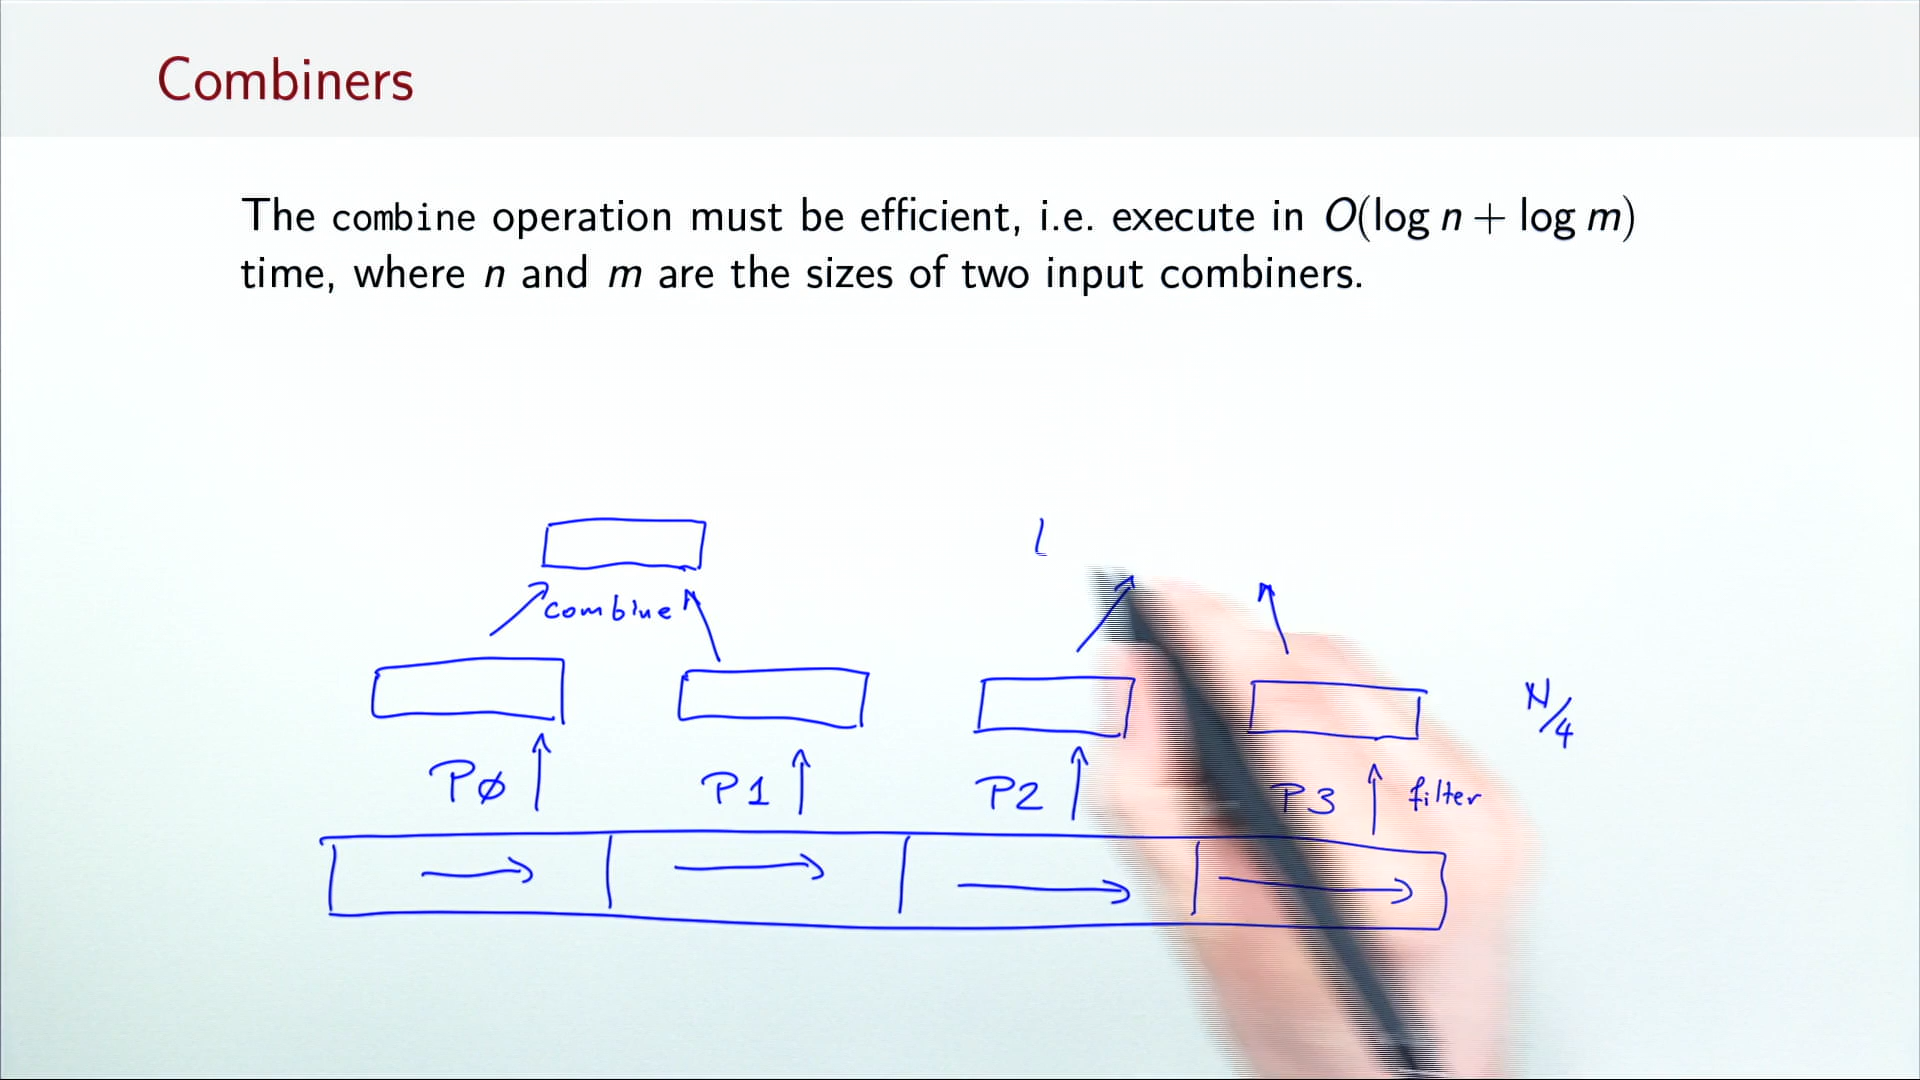 Combiners
The combine operation must be efficient, i.e. execute in O(log n + log m)
time, where n and m are the sizes of two input combiners.
combine
N/4
PØ P1 P2 P3 filter